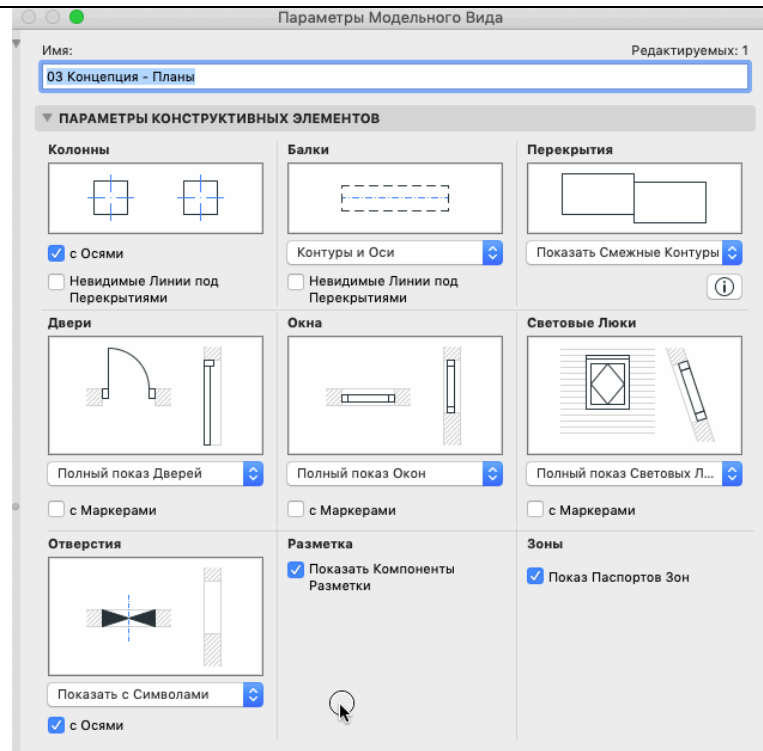 Параметры Модельного Вида
Имя:
Редактируемых: 1
03 Концепция - Планы
ПАРАМЕТРЫ КОНСТРУКТИВНЫХ ЭЛЕМЕНТОВ
Колонны
Балки
Перекрытия
с Осями
Контуры и Оси
Показать Смежные Контуры
Невидимые Линии под
Перекрытиями
Невидимые Линии под
Перекрытиями
Двери
Окна
Световые Люки
Полный показ Дверей
Полный показ Окон
Полный показ Световых Л...
с Маркерами
с Маркерами
с Маркерами
Отверстия
Разметка
Зоны
Показать Компоненты
Разметки
Показ Паспортов Зон
Показать с Символами
с Осями